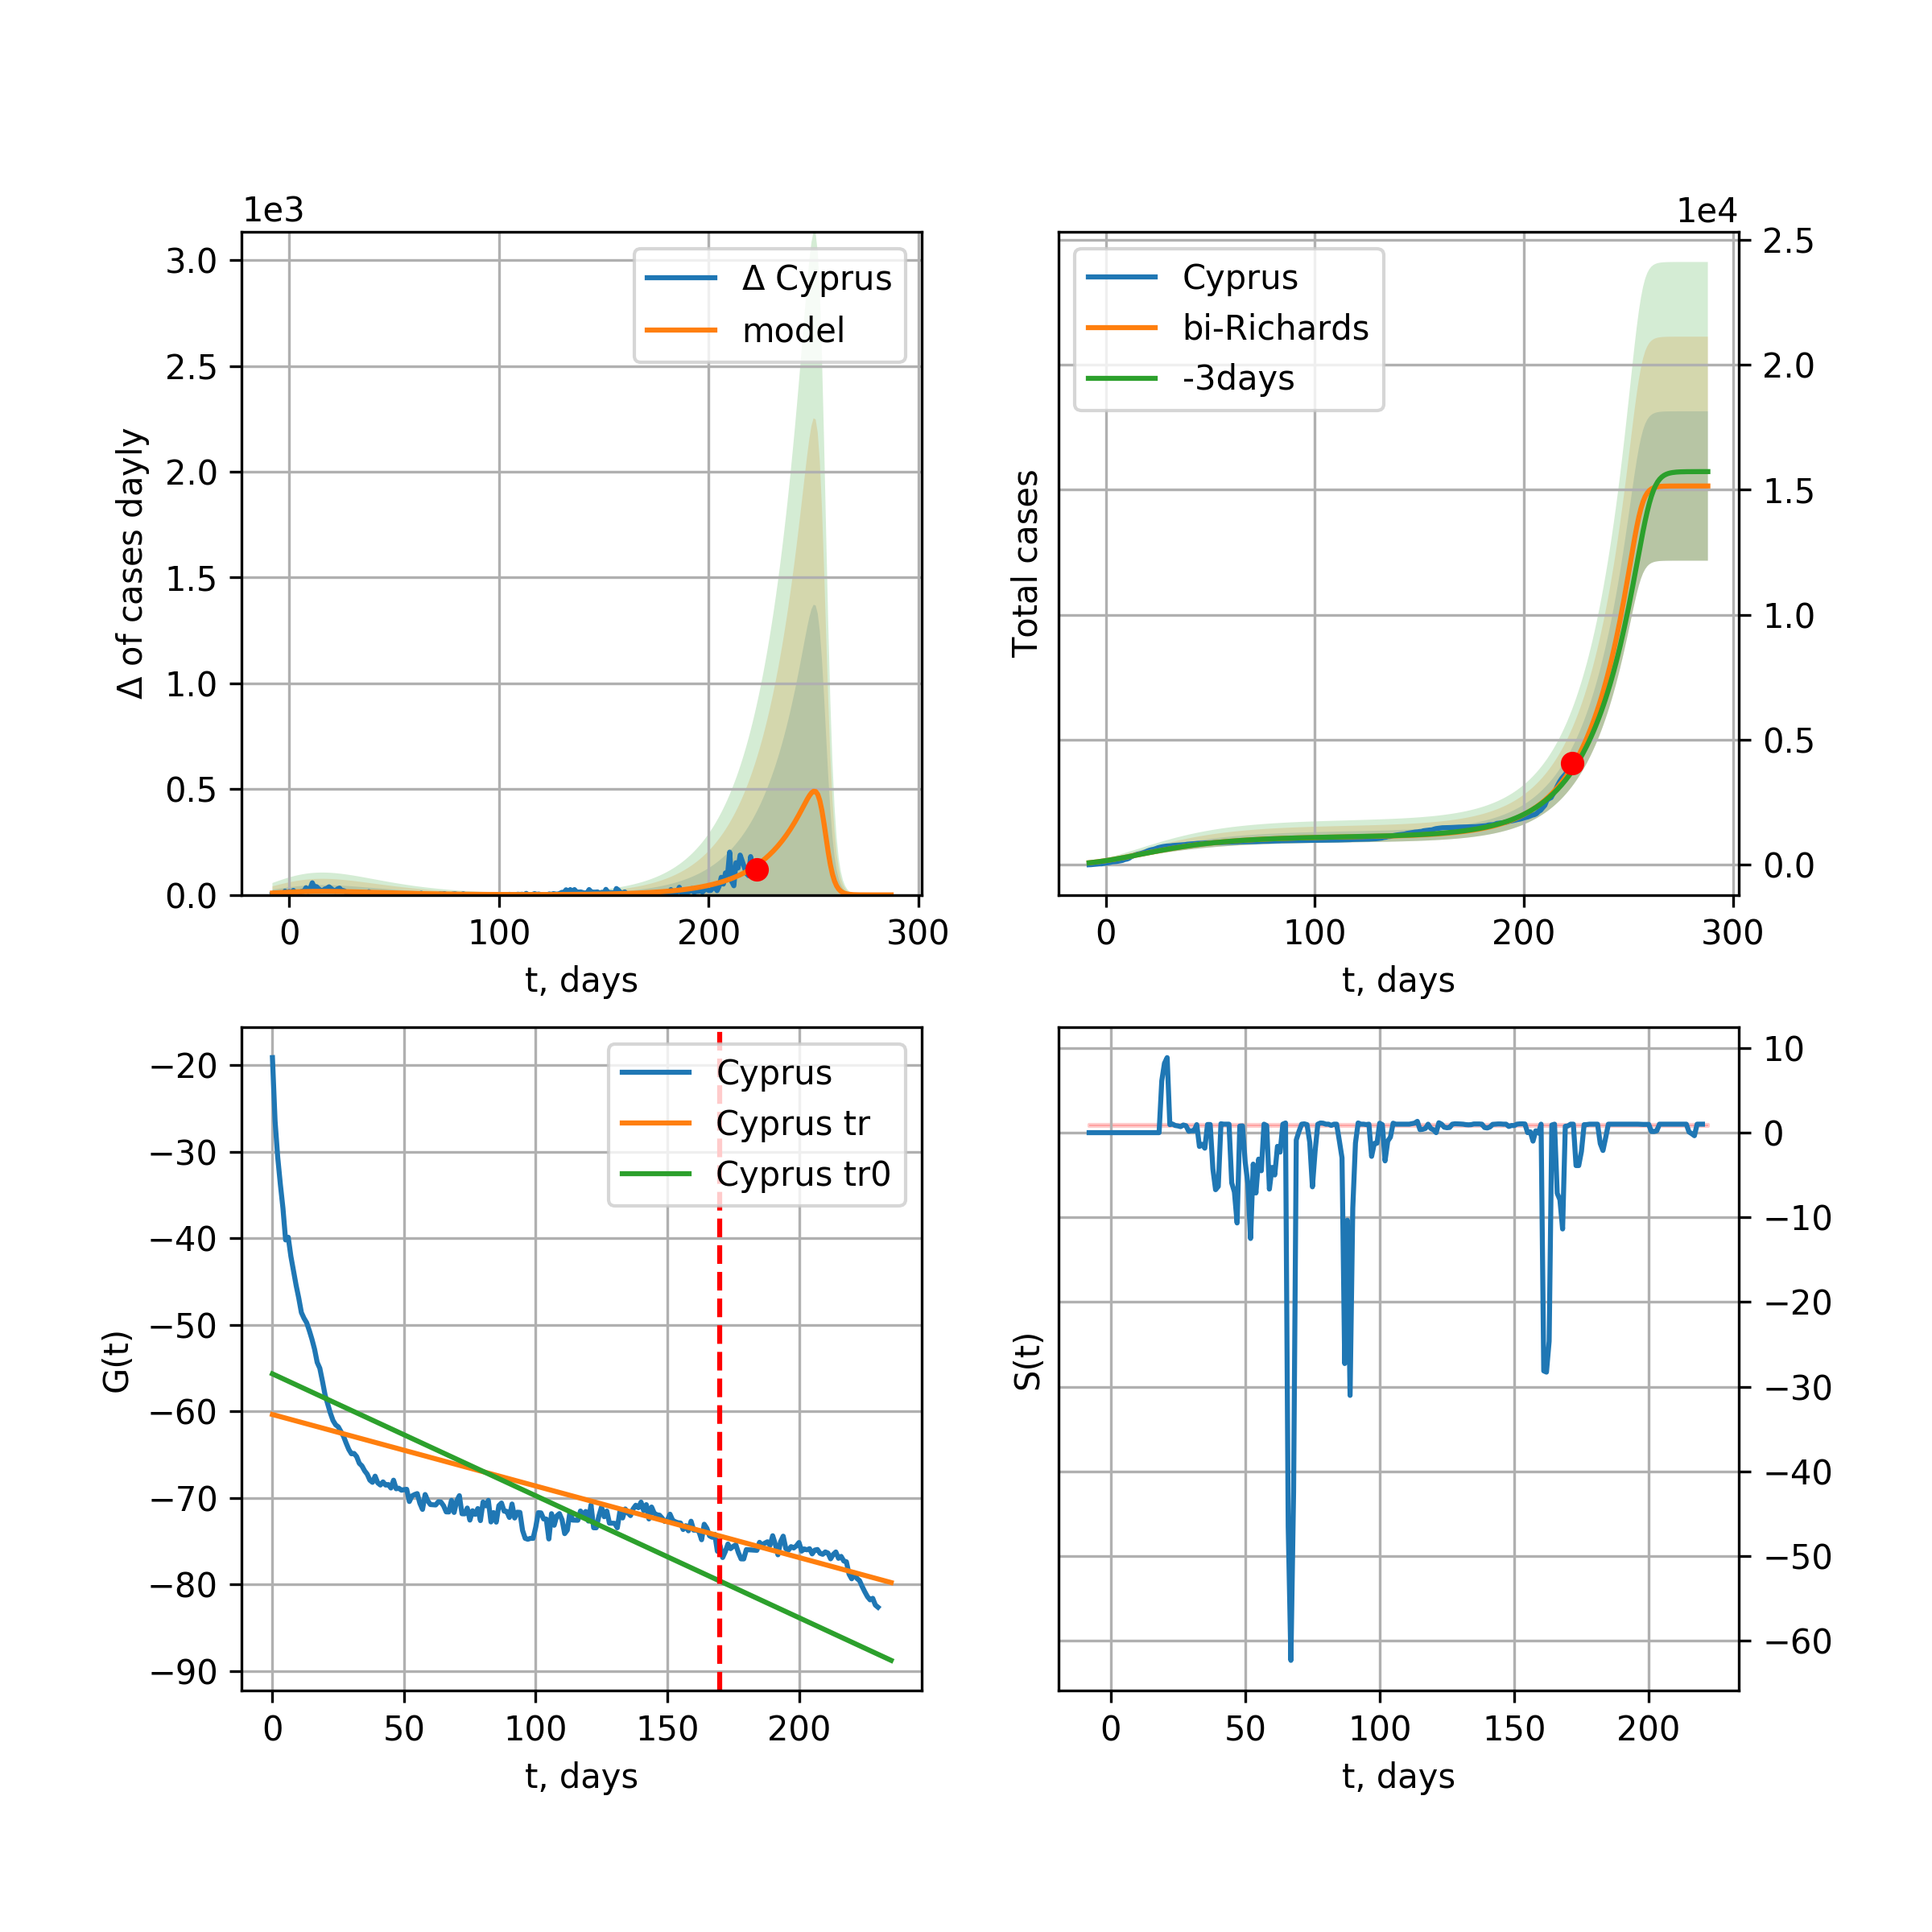 1e3
3.0
2.5
2.0
1.5
1.0
0.5
0.0
Δ of cases dayly
0 100 200 300
t, days
Δ Cyprus
model
1e4
2.5
2.0
1.5
1.0
0.5
0.0
Total cases
0 100 200 300
t, days
Cyprus
bi-Richards
-3days
−20
−30
−40
−50
−60
−70
−80
−90
G(t)
0 50 100 150 200
t, days
Cyprus
Cyprus tr
Cyprus tr0
10
0
−10
−20
−30
−40
−50
−60
S(t)
0 50 100 150 200
t, days